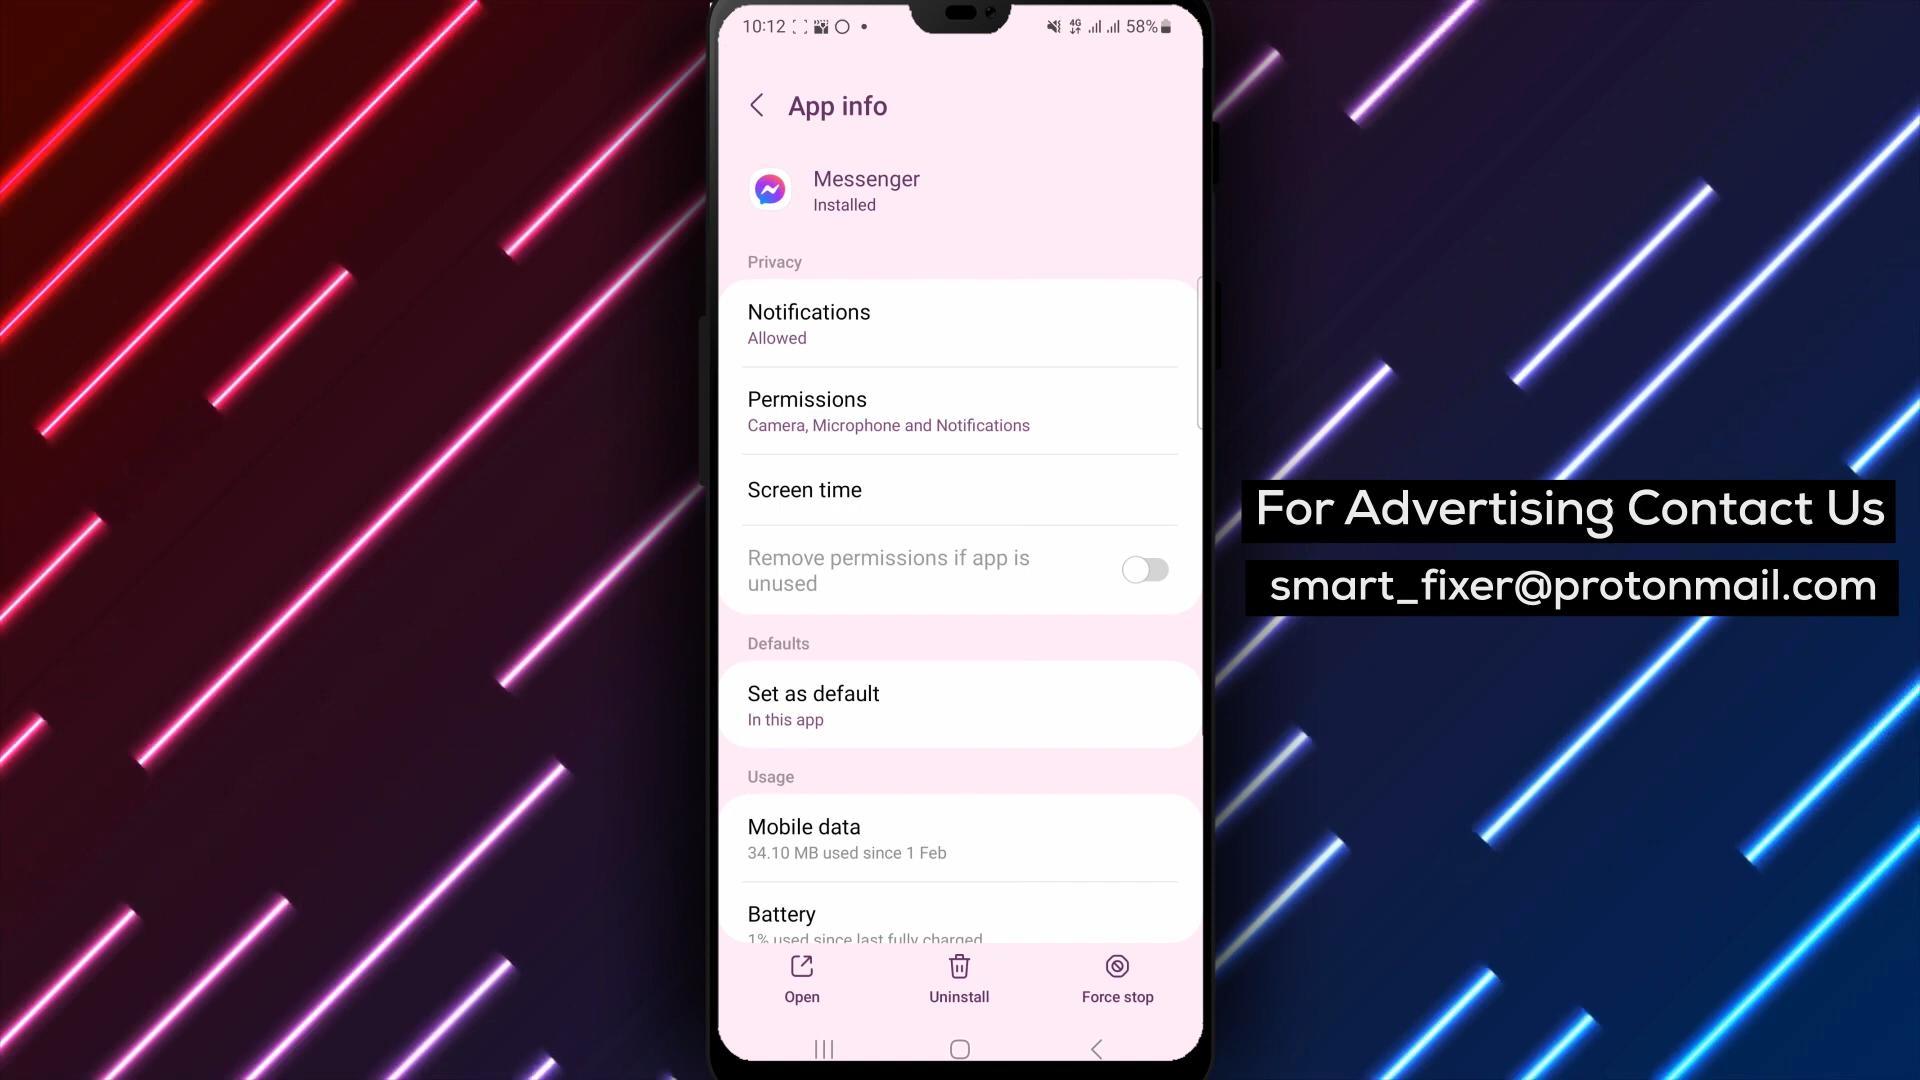 10:12
4G
58%
App info
Messenger
Installed
Privacy
Notifications
Allowed
Permissions
Camera, Microphone and Notifications
Screen time
Remove permissions if app is
unused
Defaults
Set as default
In this app
Usage
Mobile data
34.10 MB used since 1 Feb
Battery
1% used since last fully charged
Open
Uninstall
Force stop
For Advertising Contact Us
smart_fixer@protonmail.com